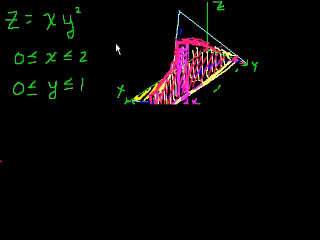 z = xy²
0 ≤ x ≤ 2
0 ≤ y ≤ 1
z
y
x